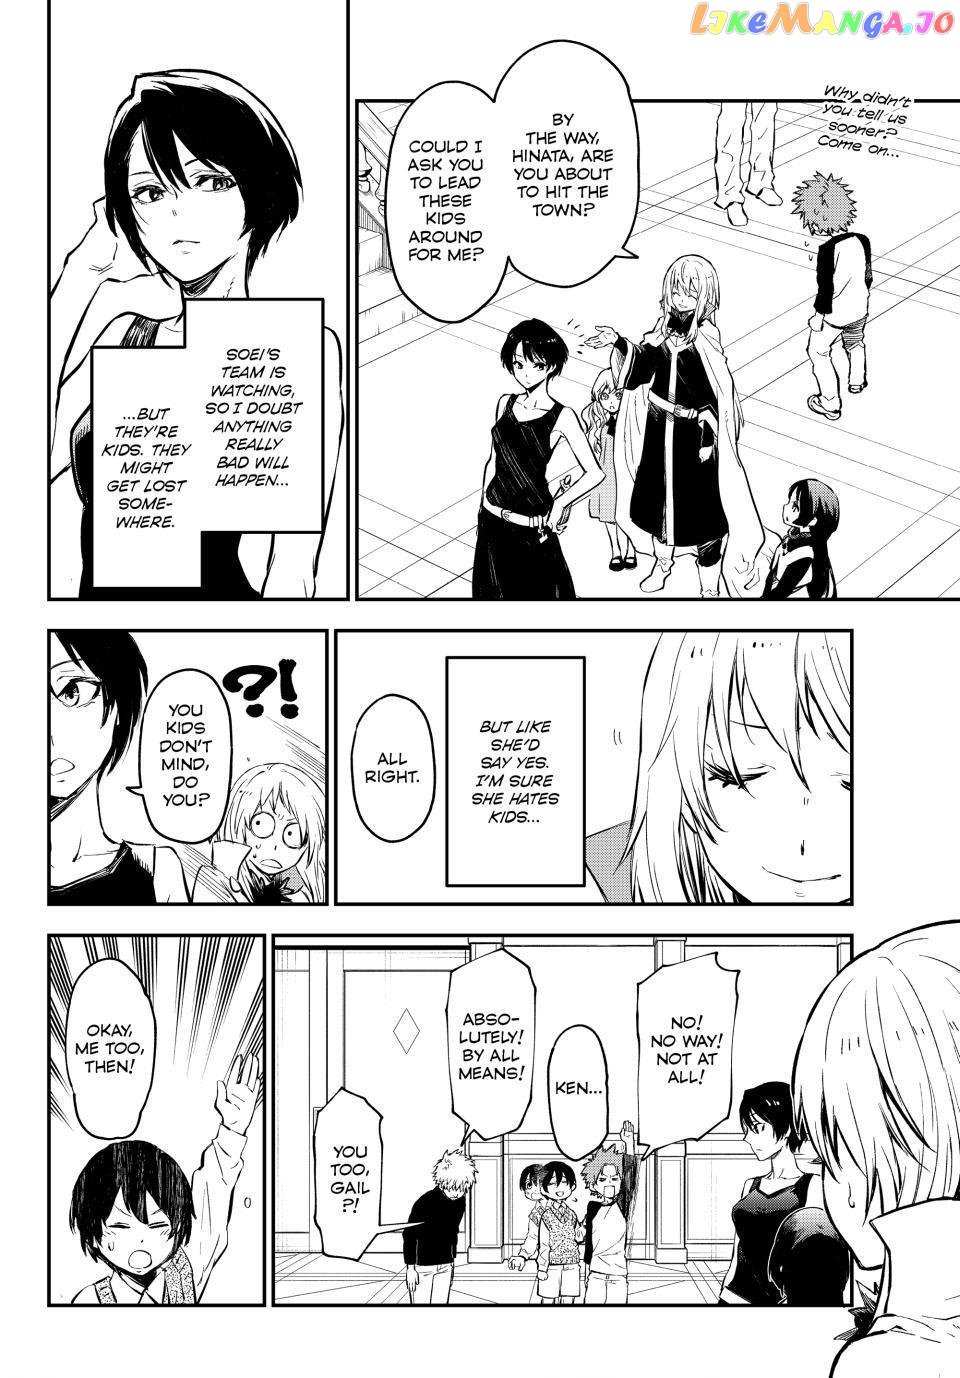 LIKEMANGA.IO
Why didn't
you tell us
sooner?
Come on...
BY
THE WAY,
HINATA, ARE
YOU ABOUT
TO HIT THE
TOWN?
COULD I
ASK YOU
TO LEAD
THESE
KIDS
AROUND
FOR ME?
SOEI'S
TEAM IS
WATCHING,
SO I DOUBT
ANYTHING
REALLY
BAD WILL
HAPPEN...
...BUT
THEY'RE
KIDS. THEY
MIGHT
GET LOST
SOME-
WHERE.
BUT LIKE
SHE'D
SAY YES.
I'M SURE
SHE HATES
KIDS...
ALL
RIGHT.
?!
YOU
KIDS
DON'T
MIND,
DO
YOU?
NO!
NO WAY!
NOT AT
ALL!
KEN...
ABSO-
LUTELY!
BY ALL
MEANS!
YOU
TOO,
GAIL
?!
OKAY,
ME TOO,
THEN!